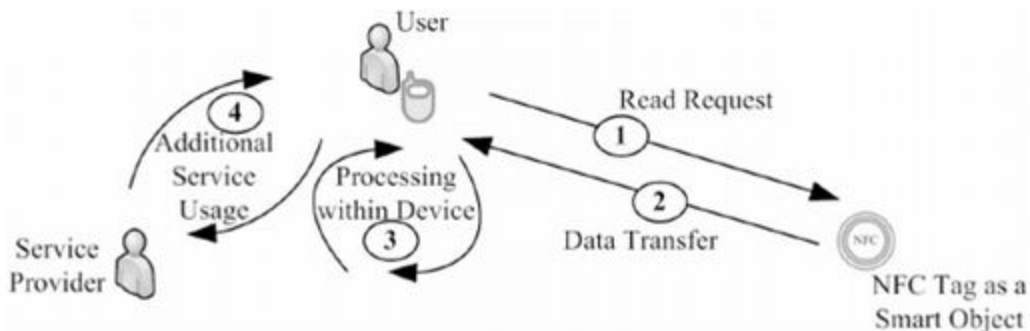 User
Read Request
1
4
Additional
Service
Usage
Processing
within Device
3
2
Data Transfer
Service
Provider
NFC
NFC Tag as a
Smart Object